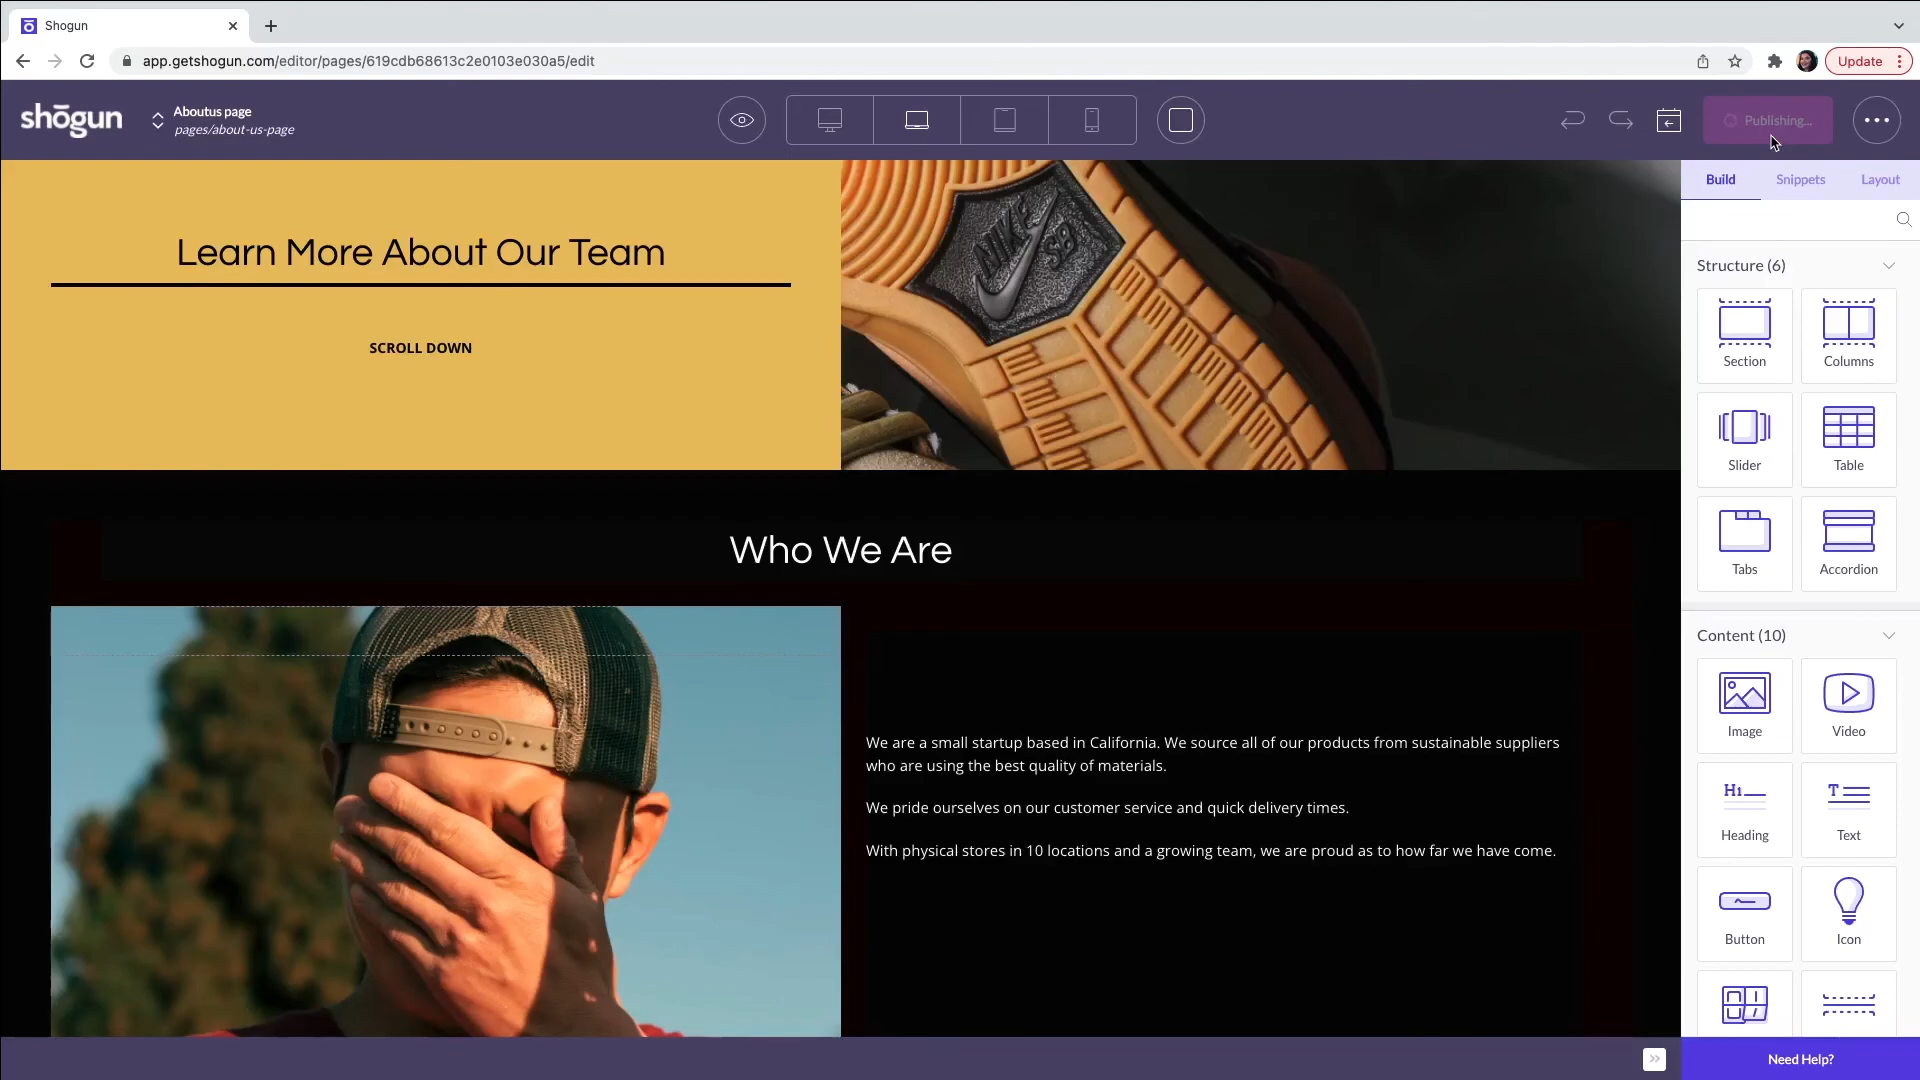 Shogun
app.getshogun.com/editor/pages/619cdb68613c2e0103e030a5/edit
Update
shōgun
Aboutus page
pages/about-us-page
Publishing...
Build
Snippets
Layout
Learn More About Our Team
SCROLL DOWN
NIKE SB
Structure (6)
Section
Columns
Slider
Table
Tabs
Accordion
Who We Are
We are a small startup based in California. We source all of our products from sustainable suppliers
who are using the best quality of materials.
We pride ourselves on our customer service and quick delivery times.
With physical stores in 10 locations and a growing team, we are proud as to how far we have come.
Content (10)
Image
Video
H1
Heading
T
Text
Button
Icon
Need Help?